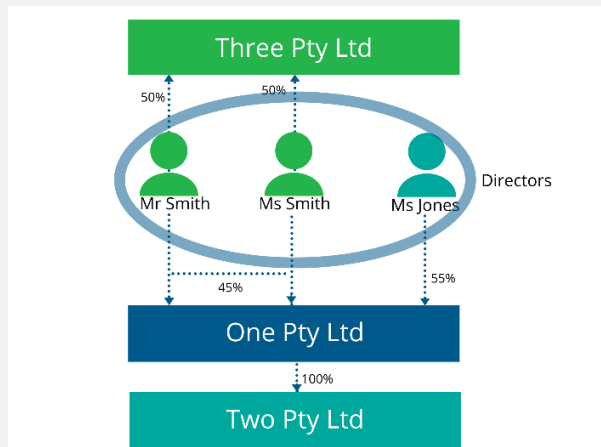 Three Pty Ltd
50%
50%
Directors
Mr Smith
Ms Smith
Ms Jones
45%
55%
One Pty Ltd
100%
Two Pty Ltd